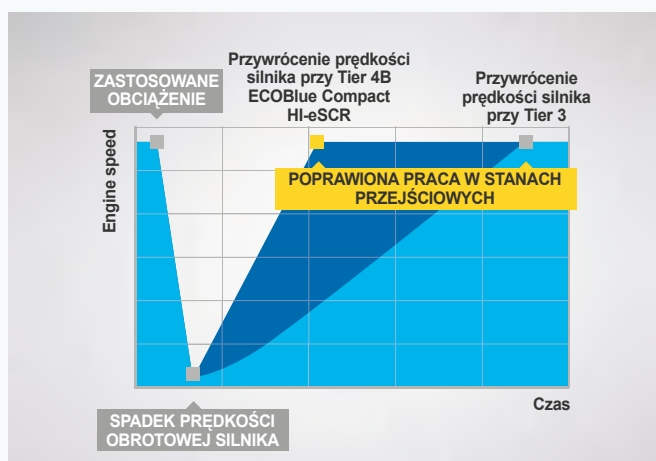 ZASTOSOWANE
OBCIĄŻENIE
Przywrócenie prędkości
silnika przy Tier 4B
ECOBlue Compact
HI-eSCR
Przywrócenie
prędkości silnika
przy Tier 3
Engine speed
POPRAWIONA PRACA W STANACH
PRZEJŚCIOWYCH
Czas
SPADEK PRĘDKOŚCI
OBROTOWEJ SILNIKA